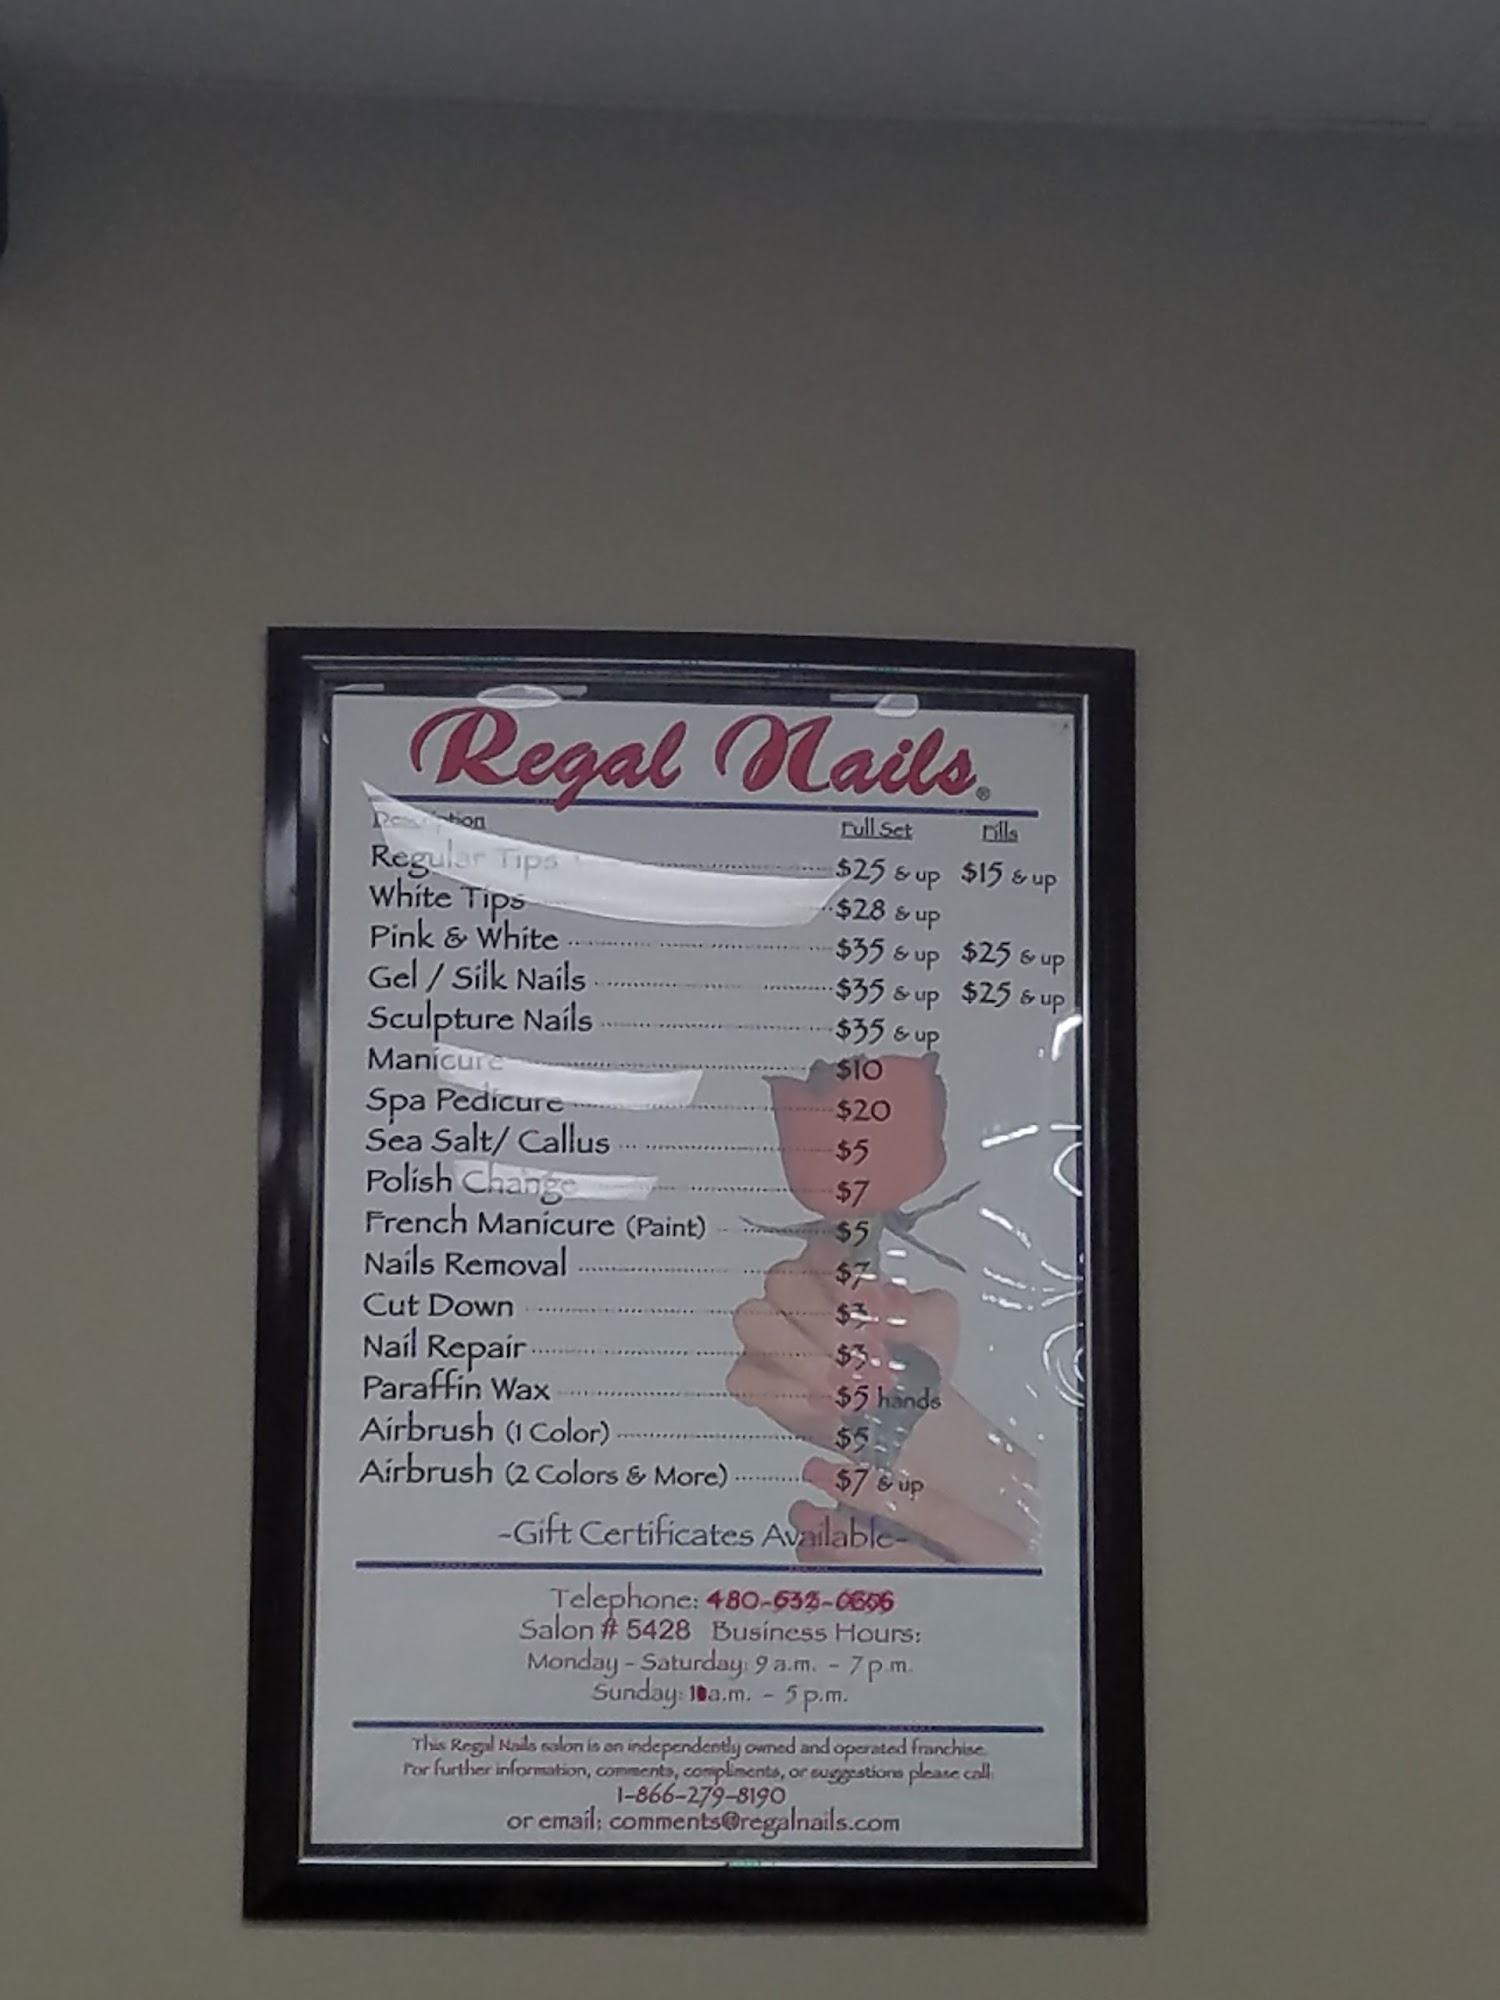 Regal Nails®
Description Full Set Fills
Regular Tips $25 & up $15 & up
White Tips $28 & up
Pink & White $35 & up $25 & up
Gel / Silk Nails $35 & up $25 & up
Sculpture Nails $35 & up
Manicure $10
Spa Pedicure $20
Sea Salt/ Callus $5
Polish Change $7
French Manicure (Paint) $5
Nails Removal $7
Cut Down $3
Nail Repair $3
Paraffin Wax $5 hands
Airbrush (1 Color) $5
Airbrush (2 Colors & More) $7 & up
-Gift Certificates Available-
Telephone:
Salon # 5428 Business Hours:
Monday - Saturday: 9 a.m. - 7 p.m.
Sunday: a.m. - 5 p.m.
This Regal Nails salon is an independently owned and operated franchise.
For further information, comments, compliments, or suggestions please call:
1-866-279-8190
or email: comments@regalnails.com